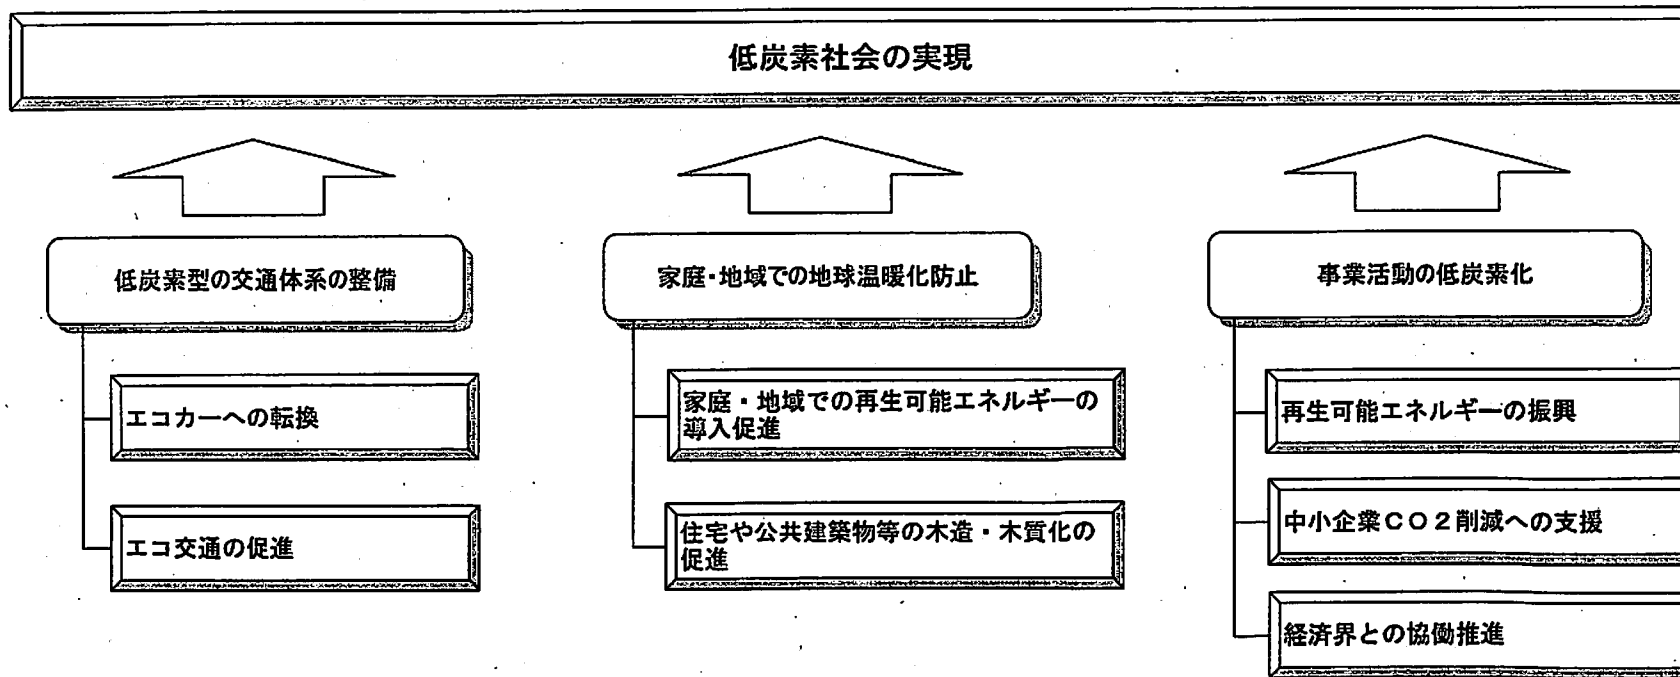 低炭素社会の実現
低炭素型の交通体系の整備
エコカーへの転換
エコ交通の促進
家庭・地域での地球温暖化防止
家庭・地域での再生可能エネルギーの
導入促進
住宅や公共建築物等の木造・木質化の
促進
事業活動の低炭素化
再生可能エネルギーの振興
中小企業ＣＯ２削減への支援
経済界との協働推進